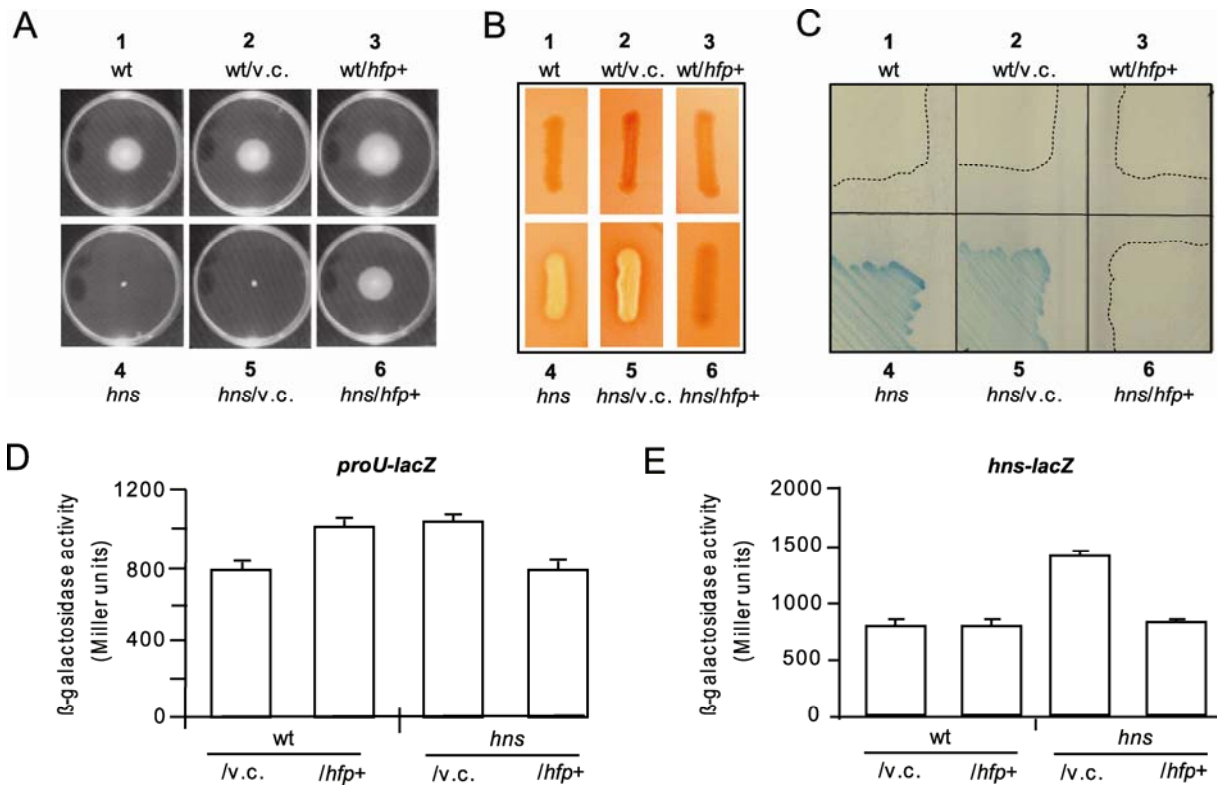 A
1 2 3
wt wt/v.c. wt/hfp+
4 5 6
hns hns/v.c. hns/hfp+
B
1 2 3
wt wt/v.c. wt/hfp+
4 5 6
hns hns/v.c. hns/hfp+
C
1 2 3
wt wt/v.c. wt/hfp+
4 5 6
hns hns/v.c. hns/hfp+
D
proU-lacZ
ß-galactosidase activity
(Miller units)
1200
800
400
0
wt hns
/v.c. /hfp+ /v.c. /hfp+
E
hns-lacZ
ß-galactosidase activity
(Miller units)
2000
1500
1000
500
0
wt hns
/v.c. /hfp+ /v.c. /hfp+